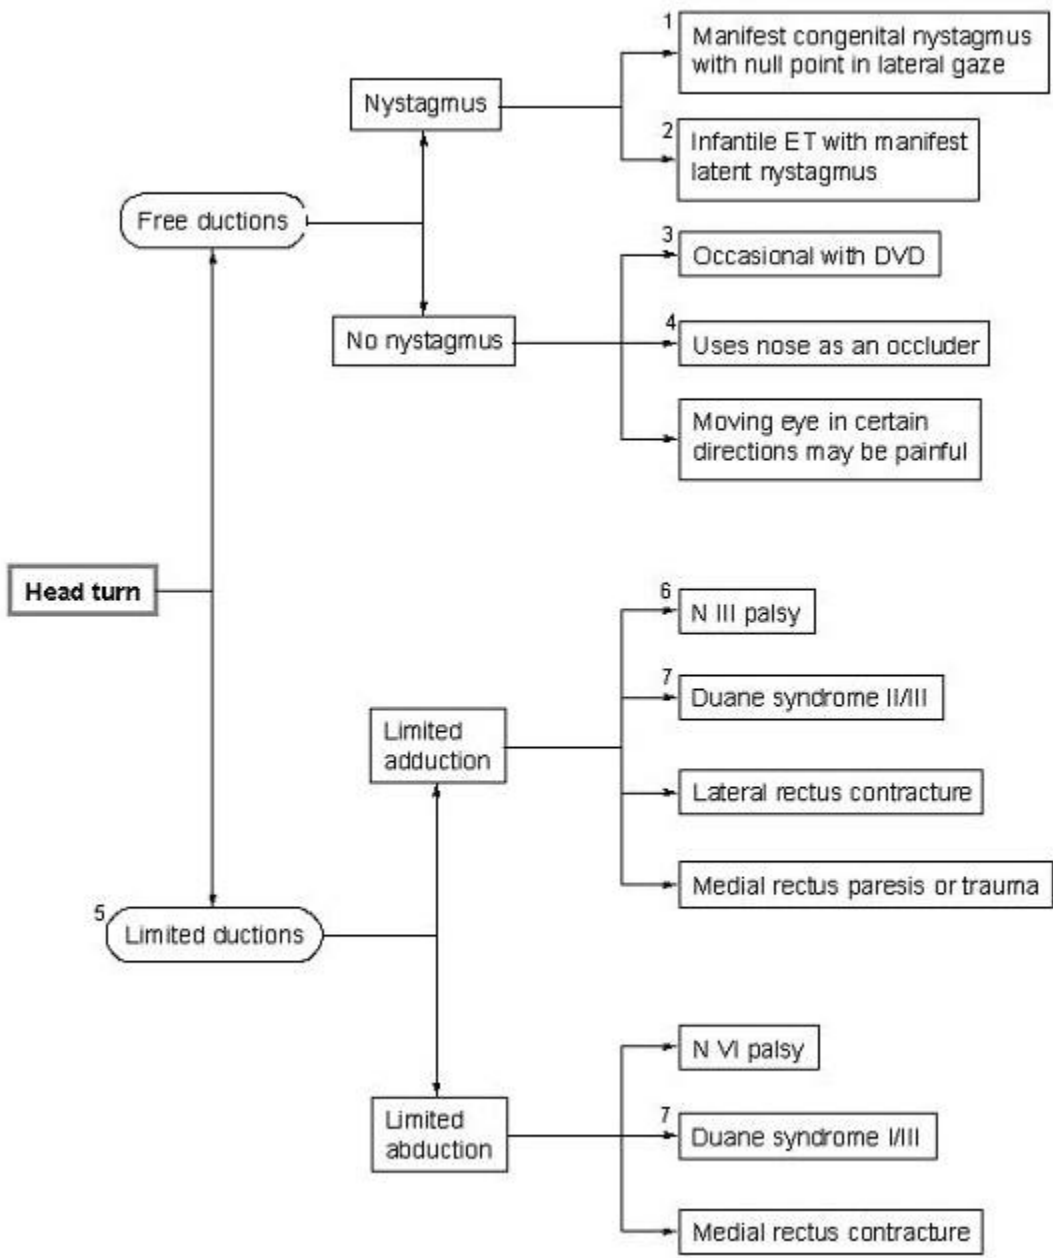 1
Manifest congenital nystagmus
with null point in lateral gaze
Nystagmus
2
Infantile ET with manifest
latent nystagmus
Free ductions
3
Occasional with DVD
No nystagmus
4
Uses nose as an occluder
Moving eye in certain
directions may be painful
Head turn
6
N III palsy
7
Duane syndrome II/III
Limited
adduction
Lateral rectus contracture
Medial rectus paresis or trauma
5
Limited ductions
N VI palsy
Limited
abduction
7
Duane syndrome I/III
Medial rectus contracture